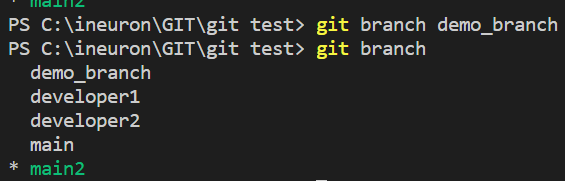 * main2
PS C:\ineuron\GIT\git test> git branch demo_branch
PS C:\ineuron\GIT\git test> git branch
  demo_branch
  developer1
  developer2
  main
* main2